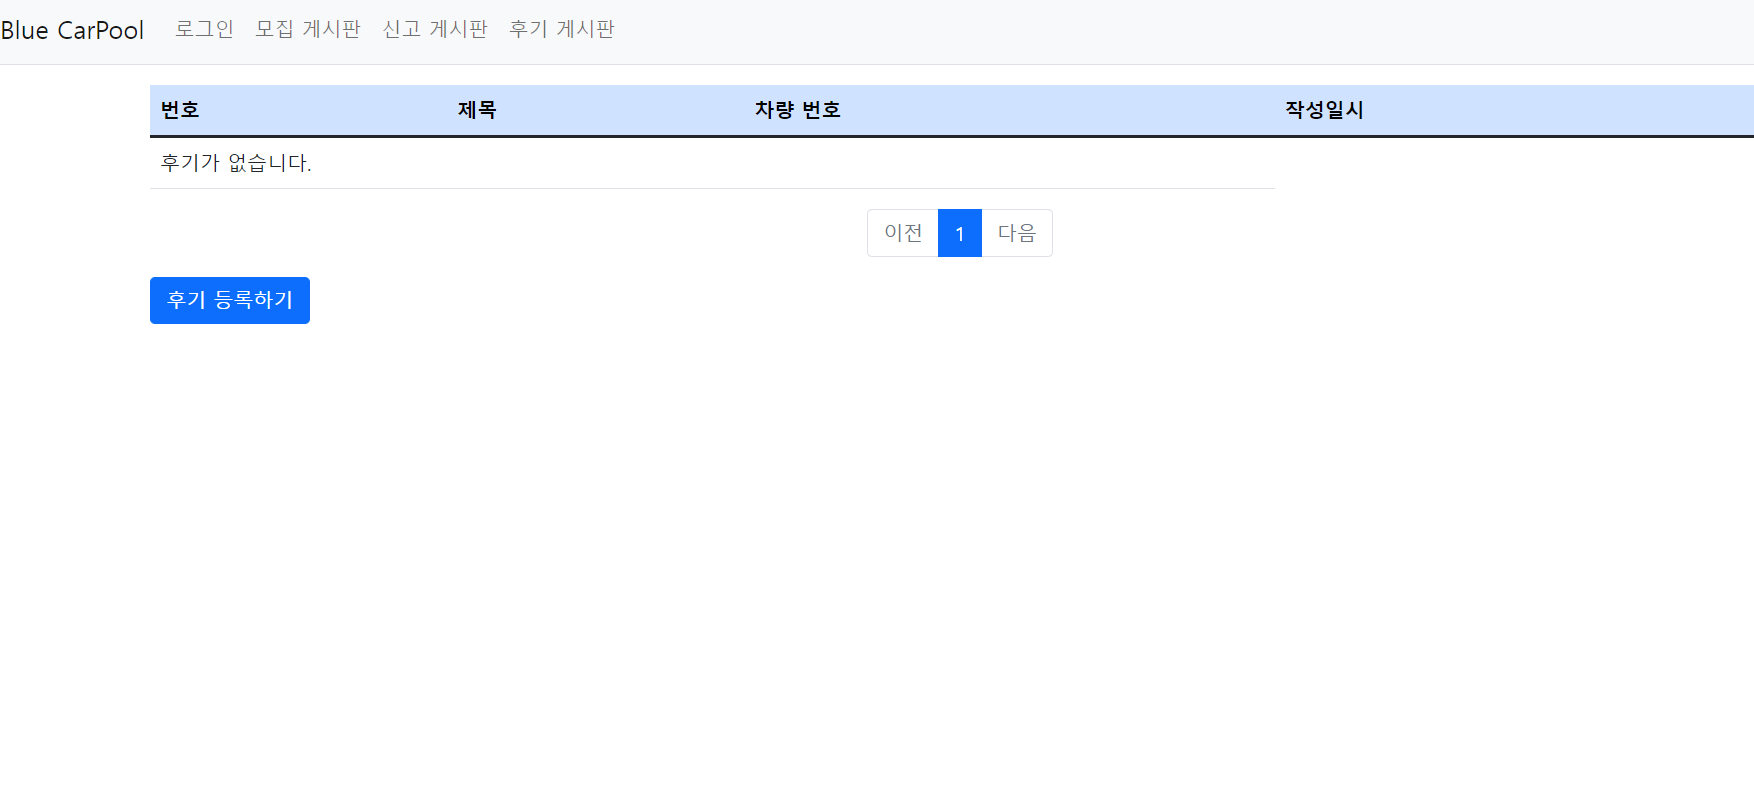 Blue CarPool 로그인 모집 게시판 신고 게시판 후기 게시판
번호 제목 차량 번호 작성일시
후기가 없습니다.
이전 1 다음
후기 등록하기